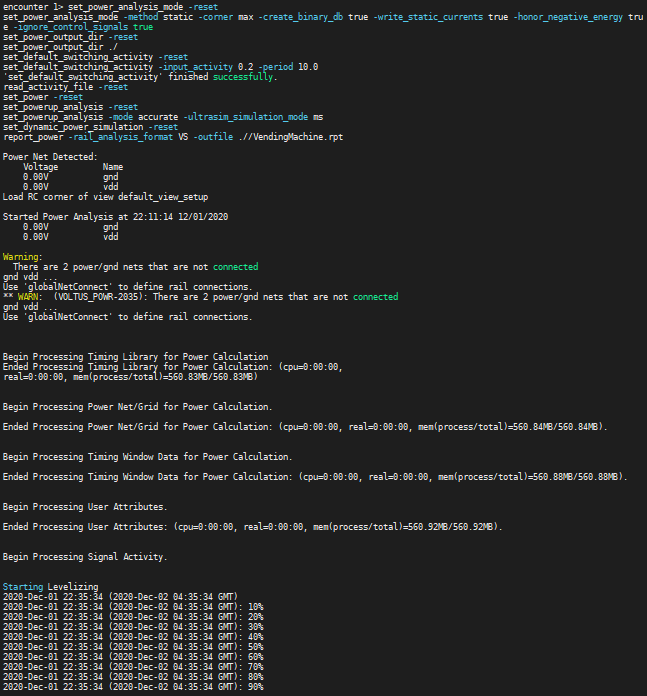 encounter 1> set_power_analysis_mode -reset
set_power_analysis_mode -method static -corner max -create_binary_db true -write_static_currents true -honor_negative_energy tru
e -ignore_control_signals true
set_power_output_dir -reset
set_power_output_dir ./
set_default_switching_activity -reset
set_default_switching_activity -input_activity 0.2 -period 10.0
'set_default_switching_activity' finished successfully.
read_activity_file -reset
set_power -reset
set_powerup_analysis -reset
set_powerup_analysis -mode accurate -ultrasim_simulation_mode ms
set_dynamic_power_simulation -reset
report_power -rail_analysis_format VS -outfile .//VendingMachine.rpt
Power Net Detected:
Voltage Name
0.00V gnd
0.00V vdd
Load RC corner of view default_view_setup
Started Power Analysis at 22:11:14 12/01/2020
0.00V gnd
0.00V vdd
Warning:
There are 2 power/gnd nets that are not connected
gnd vdd ...
Use 'globalNetConnect' to define rail connections.
** WARN: (VOLTUS_POWR-2035): There are 2 power/gnd nets that are not connected
gnd vdd ...
Use 'globalNetConnect' to define rail connections.
Begin Processing Timing Library for Power Calculation
Ended Processing Timing Library for Power Calculation: (cpu=0:00:00,
real=0:00:00, mem(process/total)=560.83MB/560.83MB)
Begin Processing Power Net/Grid for Power Calculation.
Ended Processing Power Net/Grid for Power Calculation: (cpu=0:00:00, real=0:00:00, mem(process/total)=560.84MB/560.84MB).
Begin Processing Timing Window Data for Power Calculation.
Ended Processing Timing Window Data for Power Calculation: (cpu=0:00:00, real=0:00:00, mem(process/total)=560.88MB/560.88MB).
Begin Processing User Attributes.
Ended Processing User Attributes: (cpu=0:00:00, real=0:00:00, mem(process/total)=560.92MB/560.92MB).
Begin Processing Signal Activity.
Starting Levelizing
2020-Dec-01 22:35:34 (2020-Dec-02 04:35:34 GMT)
2020-Dec-01 22:35:34 (2020-Dec-02 04:35:34 GMT): 10%
2020-Dec-01 22:35:34 (2020-Dec-02 04:35:34 GMT): 20%
2020-Dec-01 22:35:34 (2020-Dec-02 04:35:34 GMT): 30%
2020-Dec-01 22:35:34 (2020-Dec-02 04:35:34 GMT): 40%
2020-Dec-01 22:35:34 (2020-Dec-02 04:35:34 GMT): 50%
2020-Dec-01 22:35:34 (2020-Dec-02 04:35:34 GMT): 60%
2020-Dec-01 22:35:34 (2020-Dec-02 04:35:34 GMT): 70%
2020-Dec-01 22:35:34 (2020-Dec-02 04:35:34 GMT): 80%
2020-Dec-01 22:35:34 (2020-Dec-02 04:35:34 GMT): 90%